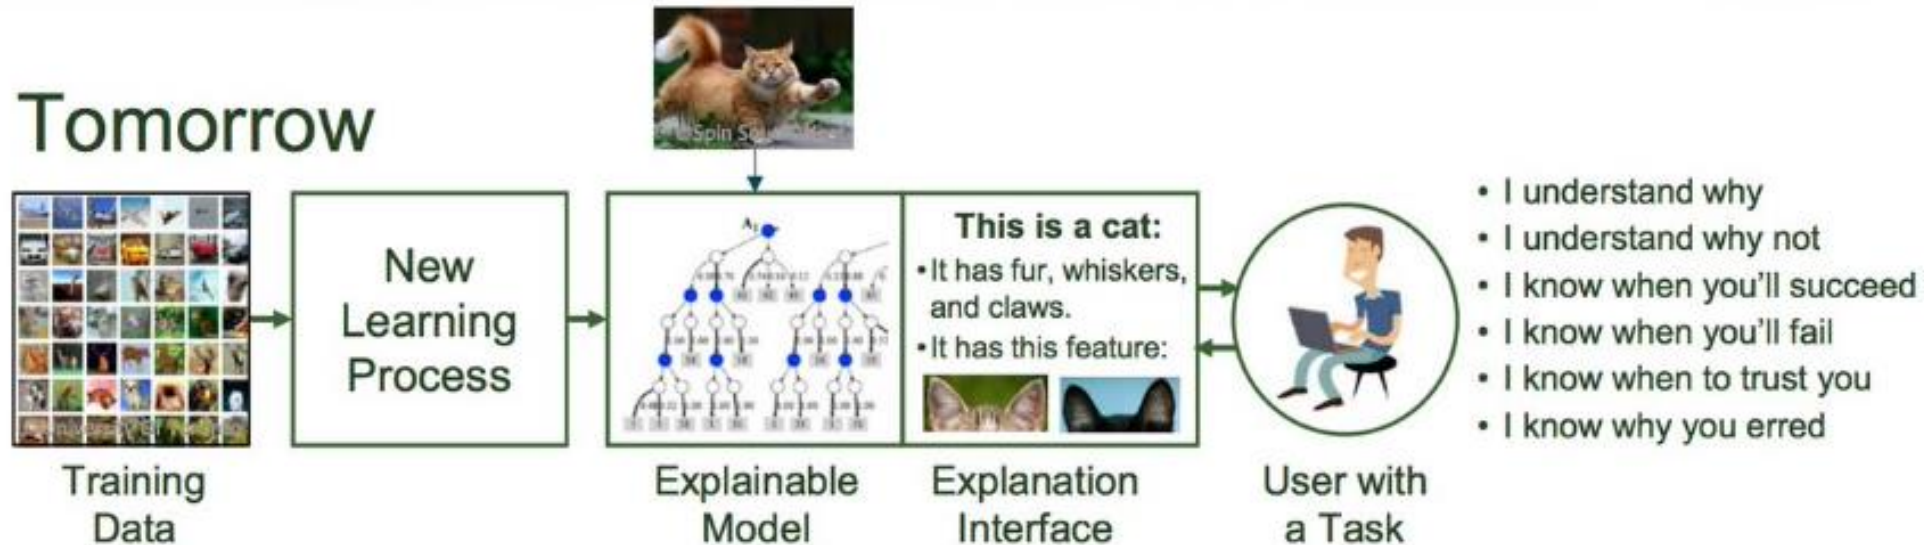 Tomorrow
New
Learning
Process
This is a cat:
•It has fur, whiskers,
and claws.
•It has this feature:
• I understand why
• I understand why not
• I know when you'll succeed
• I know when you'll fail
• I know when to trust you
• I know why you erred
Training
Data
Explainable
Model
Explanation
Interface
User with
a Task